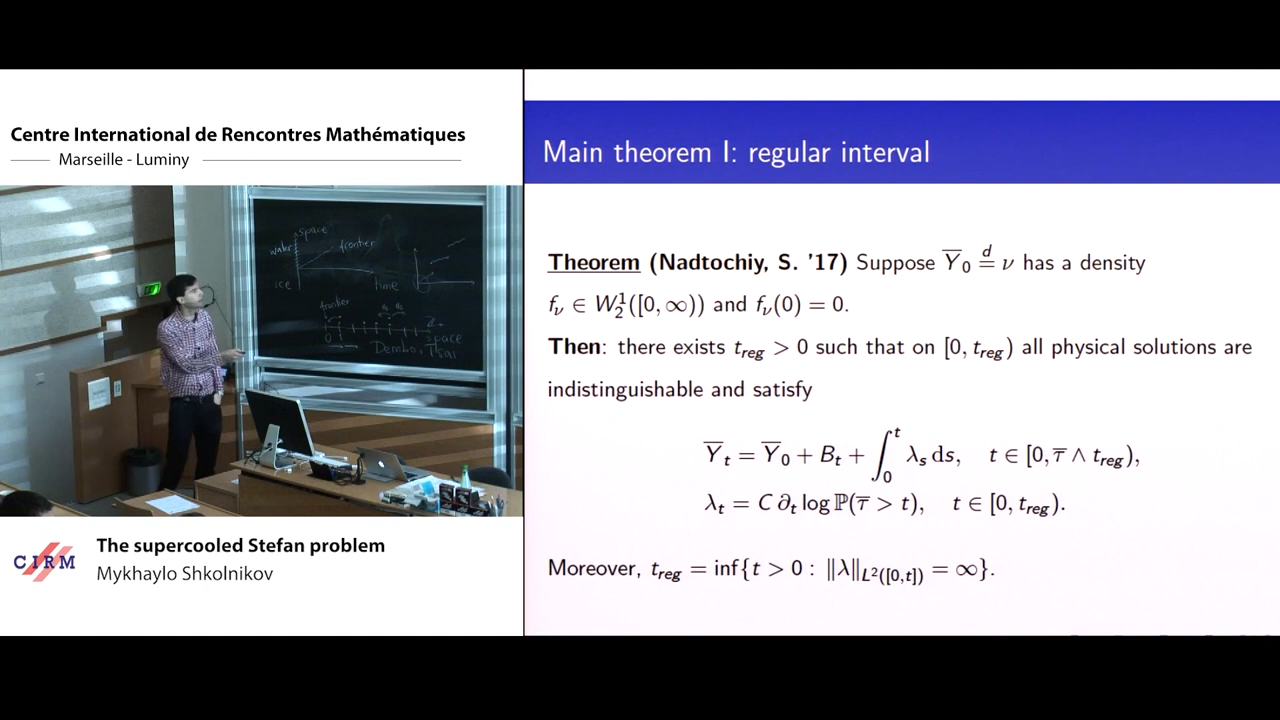 Centre International de Rencontres Mathématiques
Marseille - Luminy
space
water
frontier
ice
time
frontier
0
space
Dembo, Tsai
CIRM
The supercooled Stefan problem
Mykhaylo Shkolnikov
Main theorem I: regular interval
Theorem (Nadtochiy, S. '17) Suppose $\overline{Y}_0 \stackrel{d}{=} \nu$ has a density
$f_\nu \in W_2^1([0, \infty))$ and $f_\nu(0) = 0$.
Then: there exists $t_{reg} > 0$ such that on $[0, t_{reg})$ all physical solutions are
indistinguishable and satisfy
$\overline{Y}_t = \overline{Y}_0 + B_t + \int_0^t \lambda_s \, ds, \quad t \in [0, \overline{\tau} \wedge t_{reg}),$
$\lambda_t = C \, \partial_t \log \mathbb{P}(\overline{\tau} > t), \quad t \in [0, t_{reg}).$
Moreover, $t_{reg} = \inf\{t > 0 : \|\lambda\|_{L^2([0,t])} = \infty\}.$